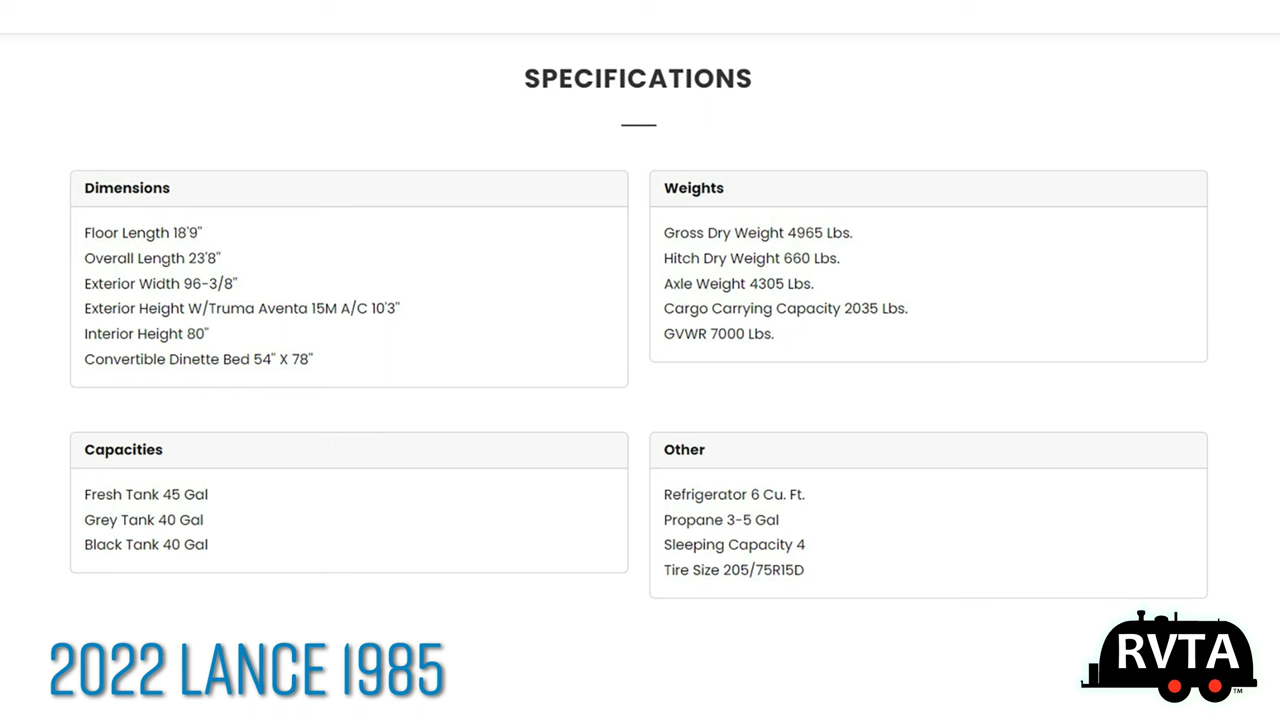 SPECIFICATIONS
Dimensions
Floor Length 18'9"
Overall Length 23'8"
Exterior Width 96-3/8"
Exterior Height W/Truma Aventa 15M A/C 10'3"
Interior Height 80"
Convertible Dinette Bed 54" X 78"
Weights
Gross Dry Weight 4965 Lbs.
Hitch Dry Weight 660 Lbs.
Axle Weight 4305 Lbs.
Cargo Carrying Capacity 2035 Lbs.
GVWR 7000 Lbs.
Capacities
Fresh Tank 45 Gal
Grey Tank 40 Gal
Black Tank 40 Gal
Other
Refrigerator 6 Cu. Ft.
Propane 3-5 Gal
Sleeping Capacity 4
Tire Size 205/75R15D
2022 LANCE 1985
RVTA
TM